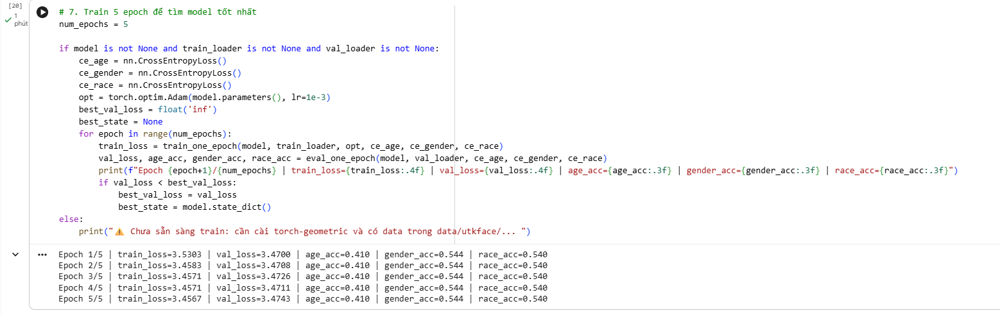 [20]
1
phút
# 7. Train 5 epoch để tìm model tốt nhất
num_epochs = 5

if model is not None and train_loader is not None and val_loader is not None:
    ce_age = nn.CrossEntropyLoss()
    ce_gender = nn.CrossEntropyLoss()
    ce_race = nn.CrossEntropyLoss()
    opt = torch.optim.Adam(model.parameters(), lr=1e-3)
    best_val_loss = float('inf')
    best_state = None
    for epoch in range(num_epochs):
        train_loss = train_one_epoch(model, train_loader, opt, ce_age, ce_gender, ce_race)
        val_loss, age_acc, gender_acc, race_acc = eval_one_epoch(model, val_loader, ce_age, ce_gender, ce_race)
        print(f"Epoch {epoch+1}/{num_epochs} | train_loss={train_loss:.4f} | val_loss={val_loss:.4f} | age_acc={age_acc:.3f} | gender_acc={gender_acc:.3f} | race_acc={race_acc:.3f}")
        if val_loss < best_val_loss:
            best_val_loss = val_loss
            best_state = model.state_dict()
else:
    print("⚠️ Chưa sẵn sàng train: cần cài torch-geometric và có data trong data/utkface/... ")
Epoch 1/5 | train_loss=3.5303 | val_loss=3.4700 | age_acc=0.410 | gender_acc=0.544 | race_acc=0.540
Epoch 2/5 | train_loss=3.4583 | val_loss=3.4708 | age_acc=0.410 | gender_acc=0.544 | race_acc=0.540
Epoch 3/5 | train_loss=3.4571 | val_loss=3.4726 | age_acc=0.410 | gender_acc=0.544 | race_acc=0.540
Epoch 4/5 | train_loss=3.4571 | val_loss=3.4711 | age_acc=0.410 | gender_acc=0.544 | race_acc=0.540
Epoch 5/5 | train_loss=3.4567 | val_loss=3.4743 | age_acc=0.410 | gender_acc=0.544 | race_acc=0.540